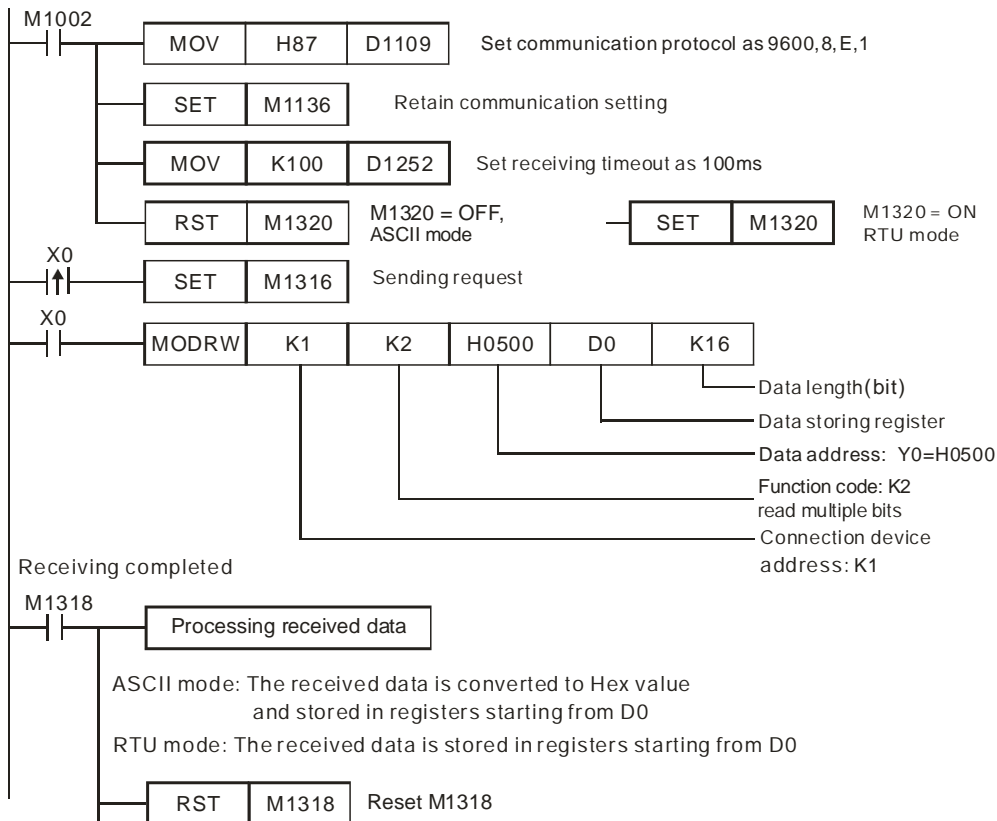 M1002
MOV H87 D1109 Set communication protocol as 9600,8,E,1
SET M1136 Retain communication setting
MOV K100 D1252 Set receiving timeout as 100ms
RST M1320 M1320 = OFF,
ASCII mode
SET M1320 M1320 = ON
RTU mode
X0
SET M1316 Sending request
X0
MODRW K1 K2 H0500 D0 K16
Data length(bit)
Data storing register
Data address: Y0=H0500
Function code: K2
read multiple bits
Connection device
address: K1
Receiving completed
M1318
Processing received data
ASCII mode: The received data is converted to Hex value
and stored in registers starting from D0
RTU mode: The received data is stored in registers starting from D0
RST M1318 Reset M1318